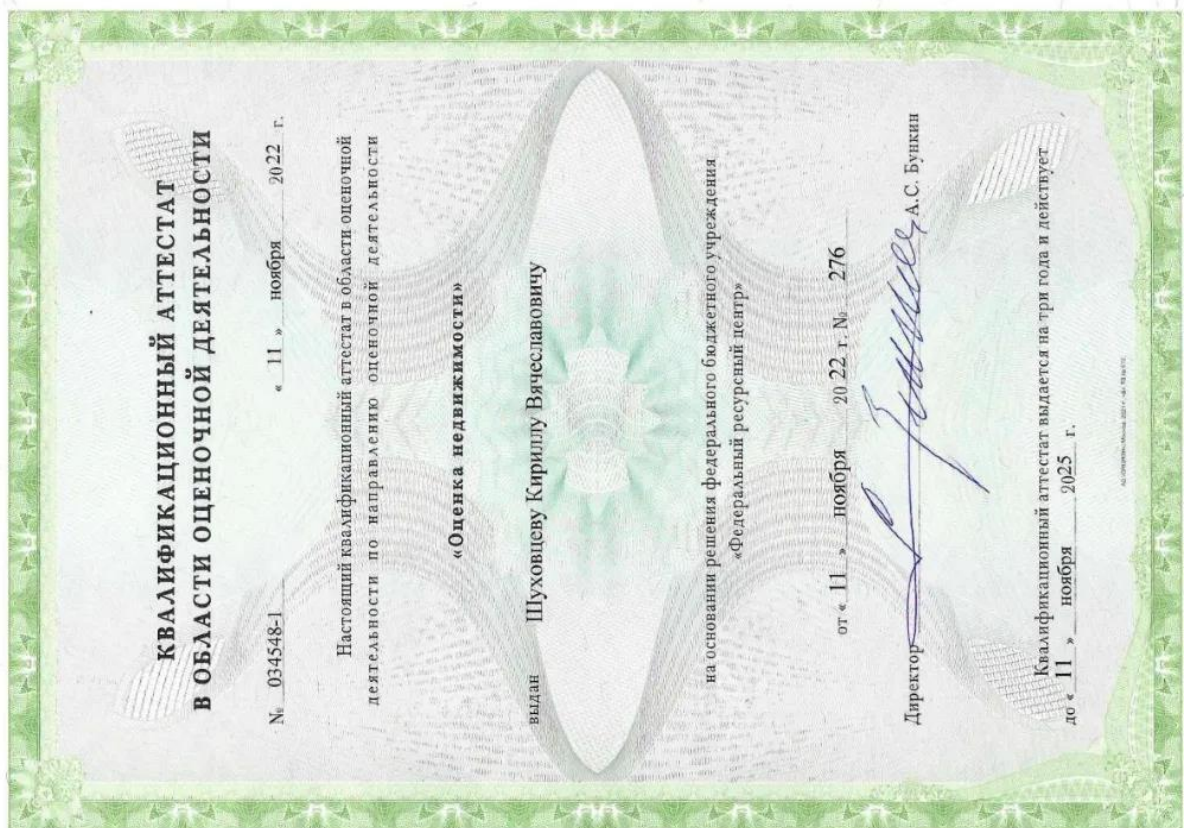 КВАЛИФИКАЦИОННЫЙ АТТЕСТАТ
В ОБЛАСТИ ОЦЕНОЧНОЙ ДЕЯТЕЛЬНОСТИ
№ 034548-1 « 11 » ноября 2022 г.
Настоящий квалификационный аттестат в области оценочной
деятельности по направлению оценочной деятельности
«Оценка недвижимости»
выдан Шуховцеву Кириллу Вячеславовичу
на основании решения федерального бюджетного учреждения
«Федеральный ресурсный центр»
от « 11 » ноября 20 22 г. № 276
Директор А.С. Бункин
Квалификационный аттестат выдается на три года и действует
до « 11 » ноября 2025 г.